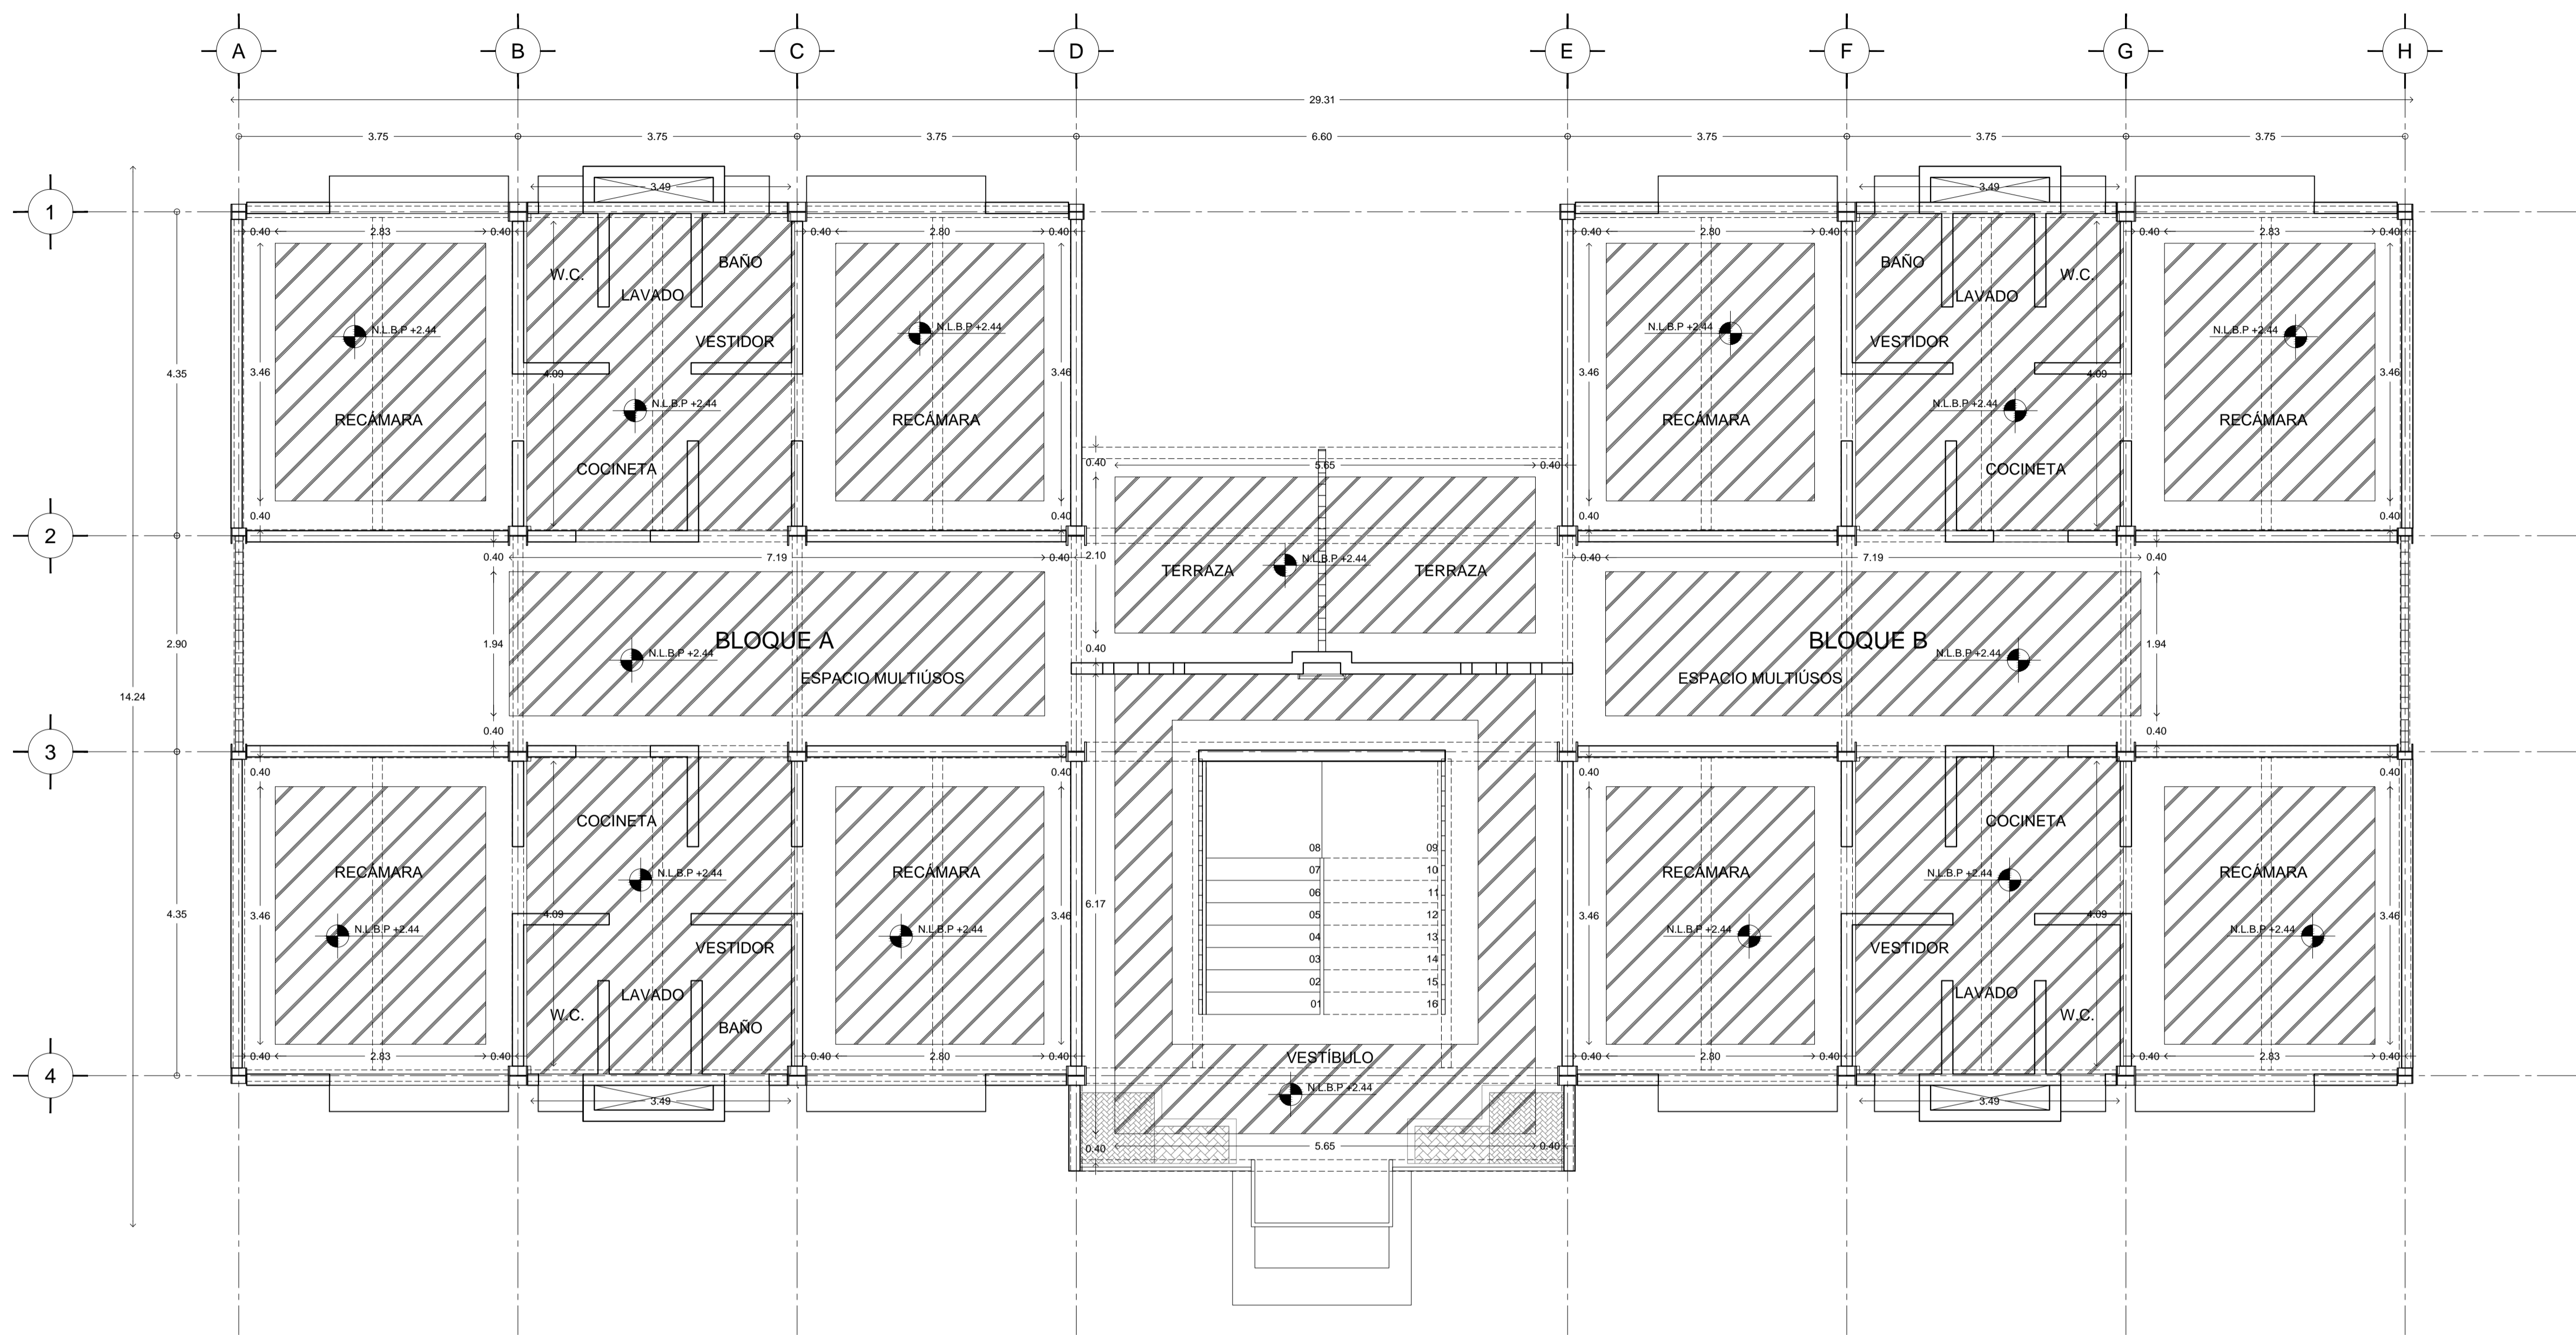 A B C D E F G H
29.31
3.75 3.75 3.75 6.60 3.75 3.75 3.75
3.49 3.49
1
0.40 2.83 0.40 0.40 2.80 0.40 0.40 2.80 0.40 0.40 2.83 0.40
W.C. BAÑO BAÑO W.C.
LAVADO LAVADO
N.L.B.P +2.44 N.L.B.P +2.44 N.L.B.P +2.44 N.L.B.P +2.44
VESTIDOR VESTIDOR
4.35 3.46 4.09 3.46 3.46 4.09 3.46
N.L.B.P +2.44 N.L.B.P +2.44
RECÁMARA RECÁMARA RECÁMARA RECÁMARA
COCINETA 0.40 5.65 0.40 COCINETA
0.40 0.40 0.40 0.40
2
0.40 7.19 0.40 2.10 N.L.B.P +2.44 0.40 7.19 0.40
TERRAZA TERRAZA
2.90 1.94 BLOQUE A 0.40 BLOQUE B 1.94
N.L.B.P +2.44 N.L.B.P +2.44
ESPACIO MULTIÚSOS ESPACIO MULTIÚSOS
14.24
0.40 0.40
3
0.40 0.40 0.40 0.40
COCINETA COCINETA
08 09
RECÁMARA N.L.B.P +2.44 RECÁMARA 07 10 RECÁMARA N.L.B.P +2.44 RECÁMARA
06 11
4.35 3.46 4.09 3.46 6.17 05 12 3.46 4.09 3.46
N.L.B.P +2.44 N.L.B.P +2.44 04 13 N.L.B.P +2.44 N.L.B.P +2.44
VESTIDOR VESTIDOR
03 14
02 15
LAVADO LAVADO
01 16
W.C. BAÑO W.C.
0.40 2.83 0.40 0.40 2.80 0.40 VESTÍBULO 0.40 2.80 0.40 0.40 2.83 0.40
4
N.L.B.P +2.44
3.49 3.49
0.40 5.65 0.40